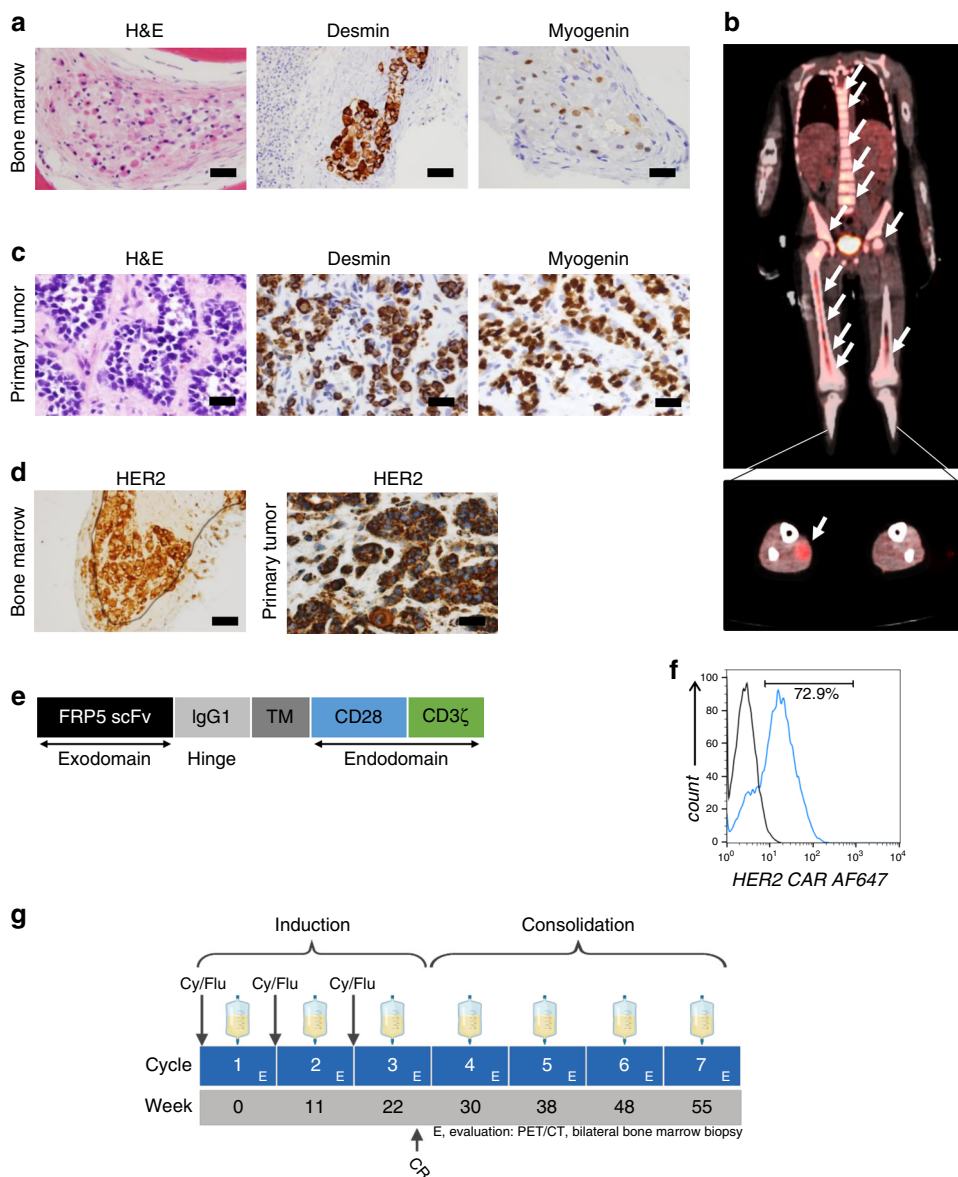 a
H&E
Desmin
Myogenin
Bone marrow
b
c
H&E
Desmin
Myogenin
Primary tumor
d
HER2
HER2
Bone marrow
Primary tumor
e
FRP5 scFv
IgG1
TM
CD28
CD3ζ
Exodomain
Hinge
Endodomain
f
100
80
60
40
20
0
count
72.9%
10⁰
10¹
10²
10³
10⁴
HER2 CAR AF647
g
Induction
Consolidation
Cy/Flu
Cy/Flu
Cy/Flu
Cycle
1 E
2 E
3 E
4 E
5 E
6 E
7 E
Week
0
11
22
30
38
48
55
E, evaluation: PET/CT, bilateral bone marrow biopsy
CR